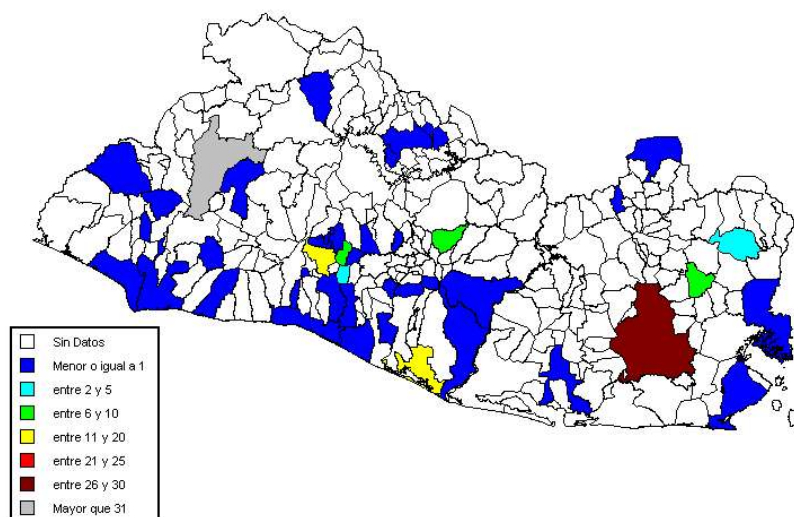 Sin Datos
Menor o igual a 1
entre 2 y 5
entre 6 y 10
entre 11 y 20
entre 21 y 25
entre 26 y 30
Mayor que 31